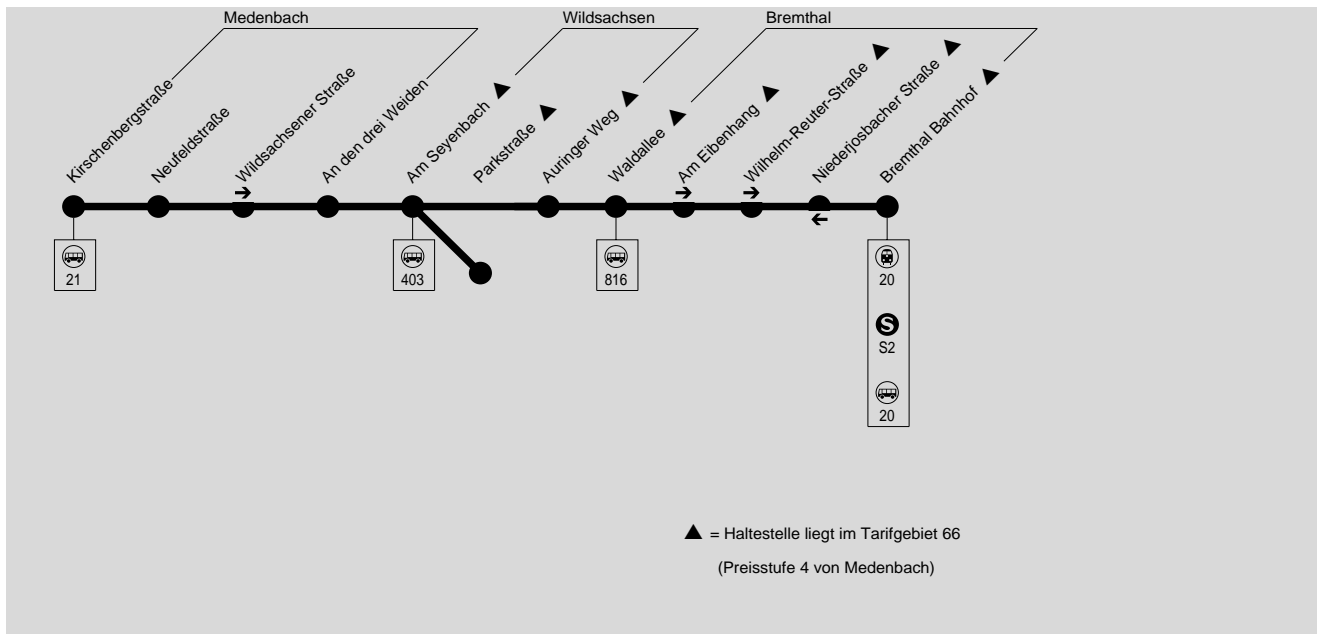 Medenbach
Wildsachsen
Bremthal
Kirschenbergstraße
Neufeldstraße
Wildsachsener Straße
An den drei Weiden
Am Seyenbach
Parkstraße
Auringer Weg
Waldallee
Am Eibenhang
Wilhelm-Reuter-Straße
Niederjosbacher Straße
Bremthal Bahnhof
21
403
816
20
S
S2
20
= Haltestelle liegt im Tarifgebiet 66
(Preisstufe 4 von Medenbach)